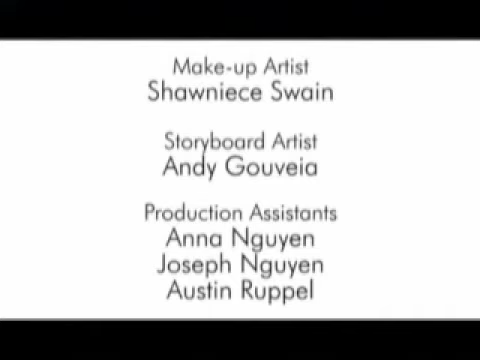 Make-up Artist
Shawniece Swain
Storyboard Artist
Andy Gouveia
Production Assistants
Anna Nguyen
Joseph Nguyen
Austin Ruppel